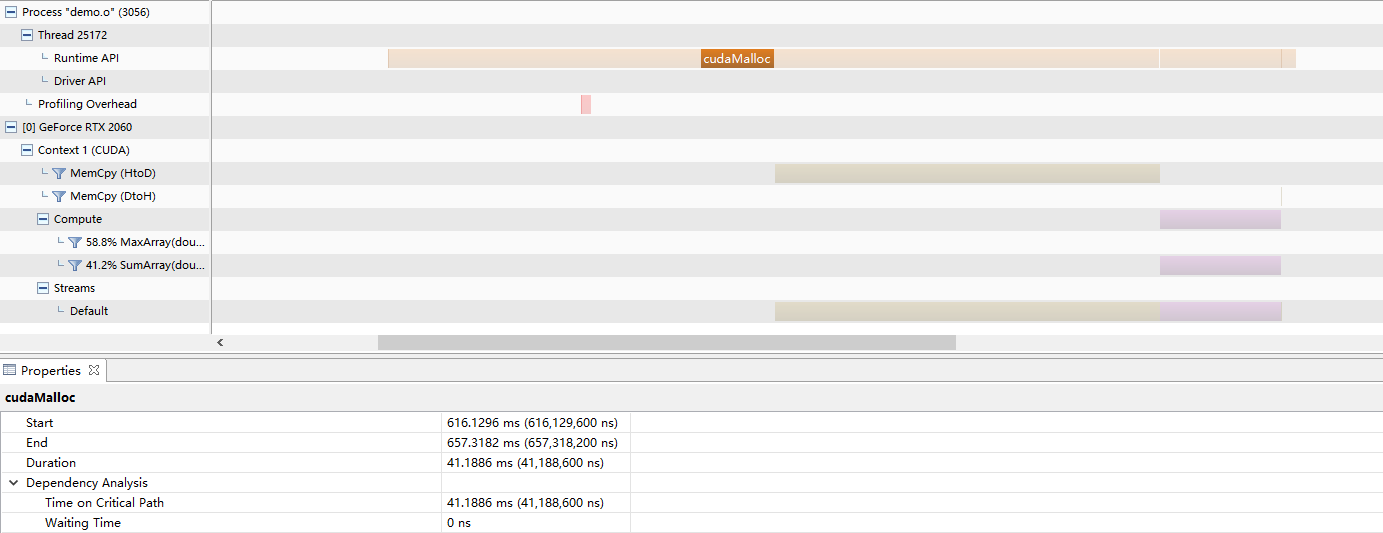 Process "demo.o" (3056)
Thread 25172
Runtime API
cudaMalloc
Driver API
Profiling Overhead
[0] GeForce RTX 2060
Context 1 (CUDA)
MemCpy (HtoD)
MemCpy (DtoH)
Compute
58.8% MaxArray(dou...
41.2% SumArray(dou...
Streams
Default
Properties
cudaMalloc
Start 616.1296 ms (616,129,600 ns)
End 657.3182 ms (657,318,200 ns)
Duration 41.1886 ms (41,188,600 ns)
Dependency Analysis
Time on Critical Path 41.1886 ms (41,188,600 ns)
Waiting Time 0 ns